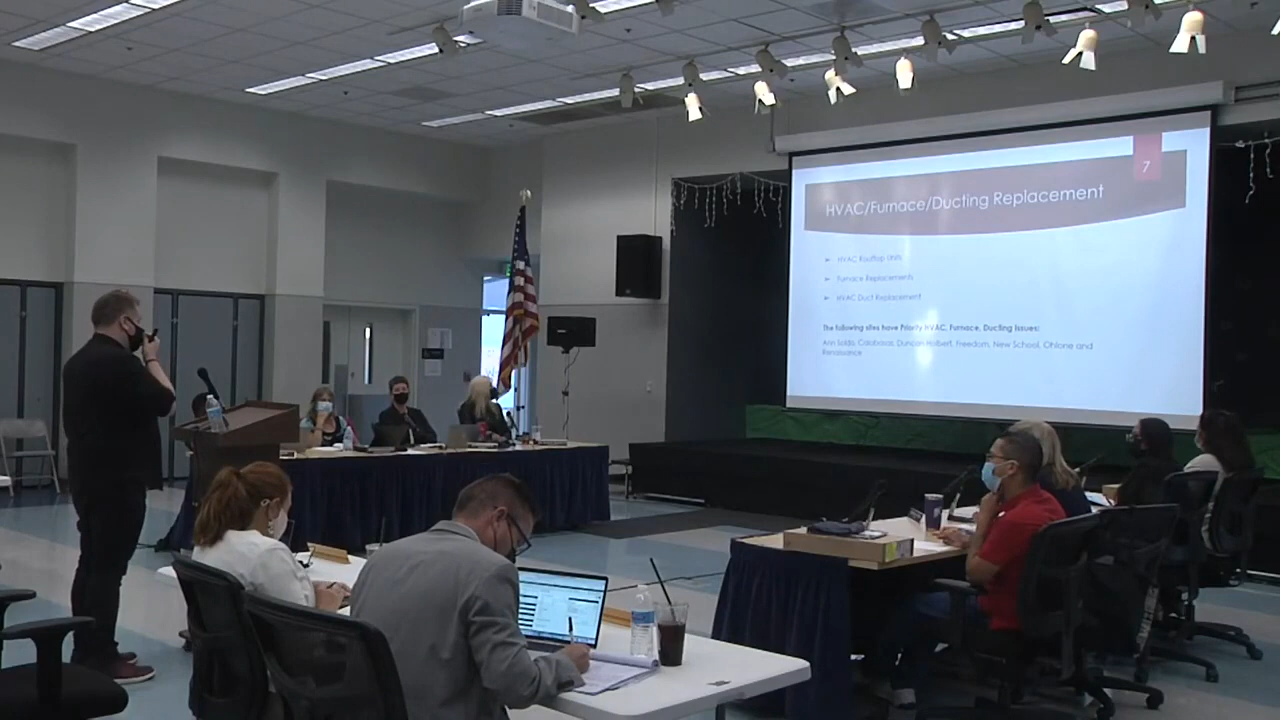 7
HVAC/Furnace/Ducting Replacement
HVAC Rooftop Units
Furnace Replacements
HVAC Duct Replacement
The following sites have Priority HVAC, Furnace, Ducting Issues:
Ann Soldo, Calabasas, Duncan Holbert, Freedom, New School, Ohlone and
Renaissance